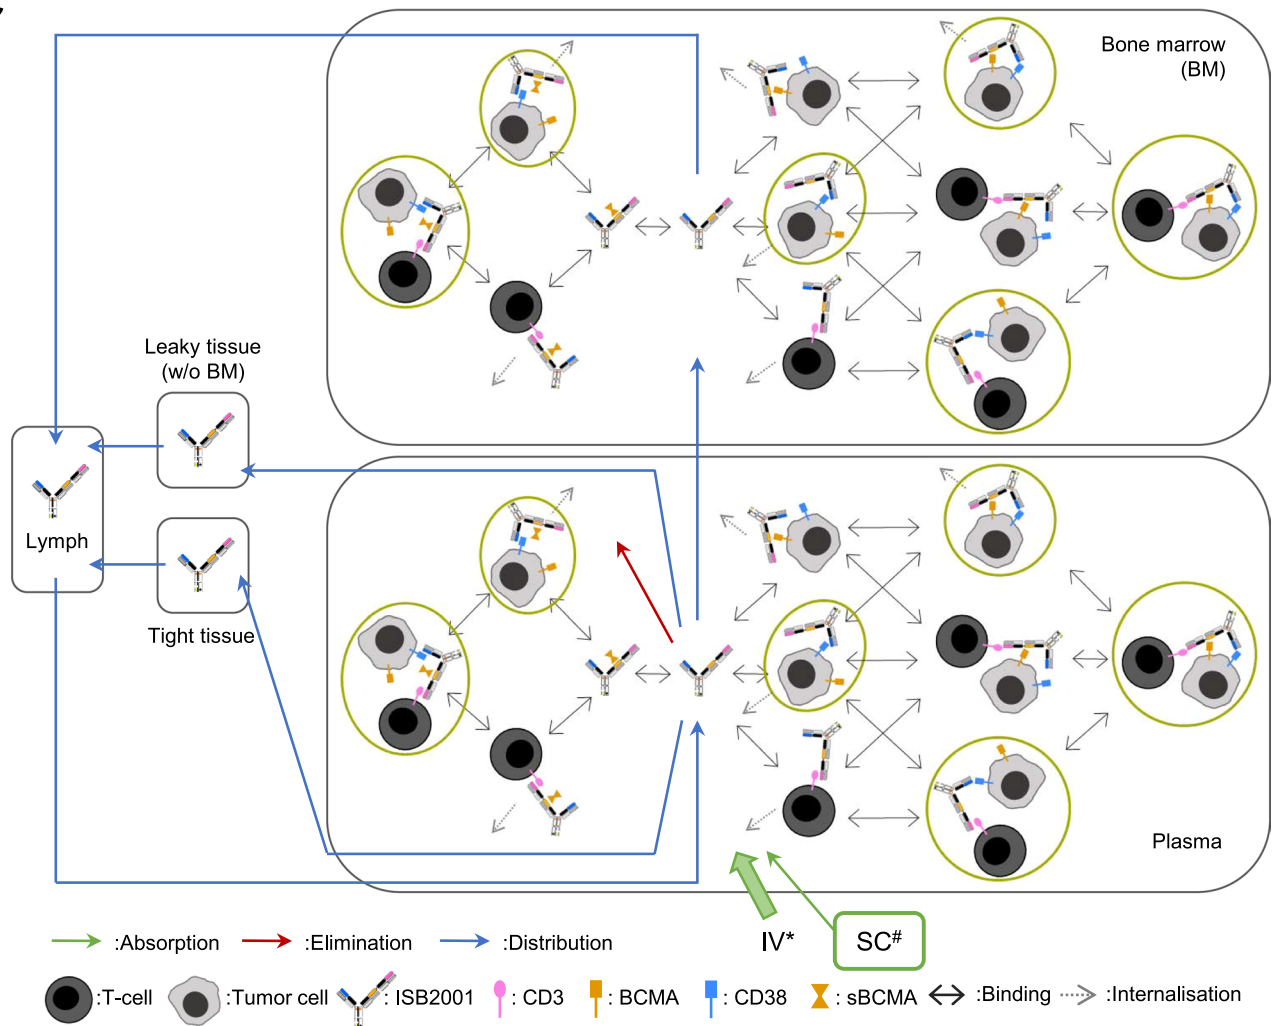 Bone marrow
(BM)
Leaky tissue
(w/o BM)
Lymph
Tight tissue
Plasma
IV*
SC#
:Absorption
:Elimination
:Distribution
:T-cell
:Tumor cell
: ISB2001
: CD3
: BCMA
: CD38
: sBCMA
:Binding
:Internalisation